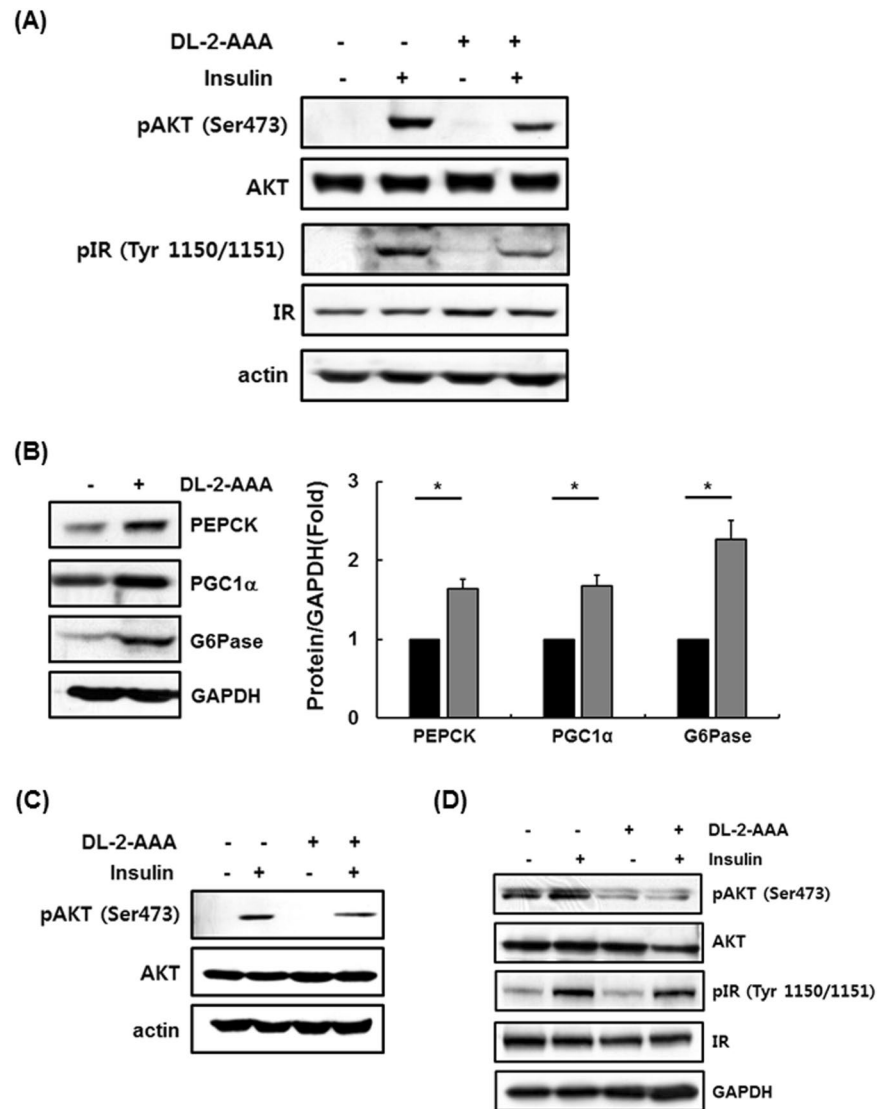 (A)
DL-2-AAA - - + +
Insulin - + - +
pAKT (Ser473)
AKT
pIR (Tyr 1150/1151)
IR
actin
(B)
- + DL-2-AAA
PEPCK
PGC1α
G6Pase
GAPDH
Protein/GAPDH(Fold)
3
2
1
0
* * *
PEPCK PGC1α G6Pase
(C)
DL-2-AAA - - + +
Insulin - + - +
pAKT (Ser473)
AKT
actin
(D)
- - + + DL-2-AAA
- + - + Insulin
pAKT (Ser473)
AKT
pIR (Tyr 1150/1151)
IR
GAPDH